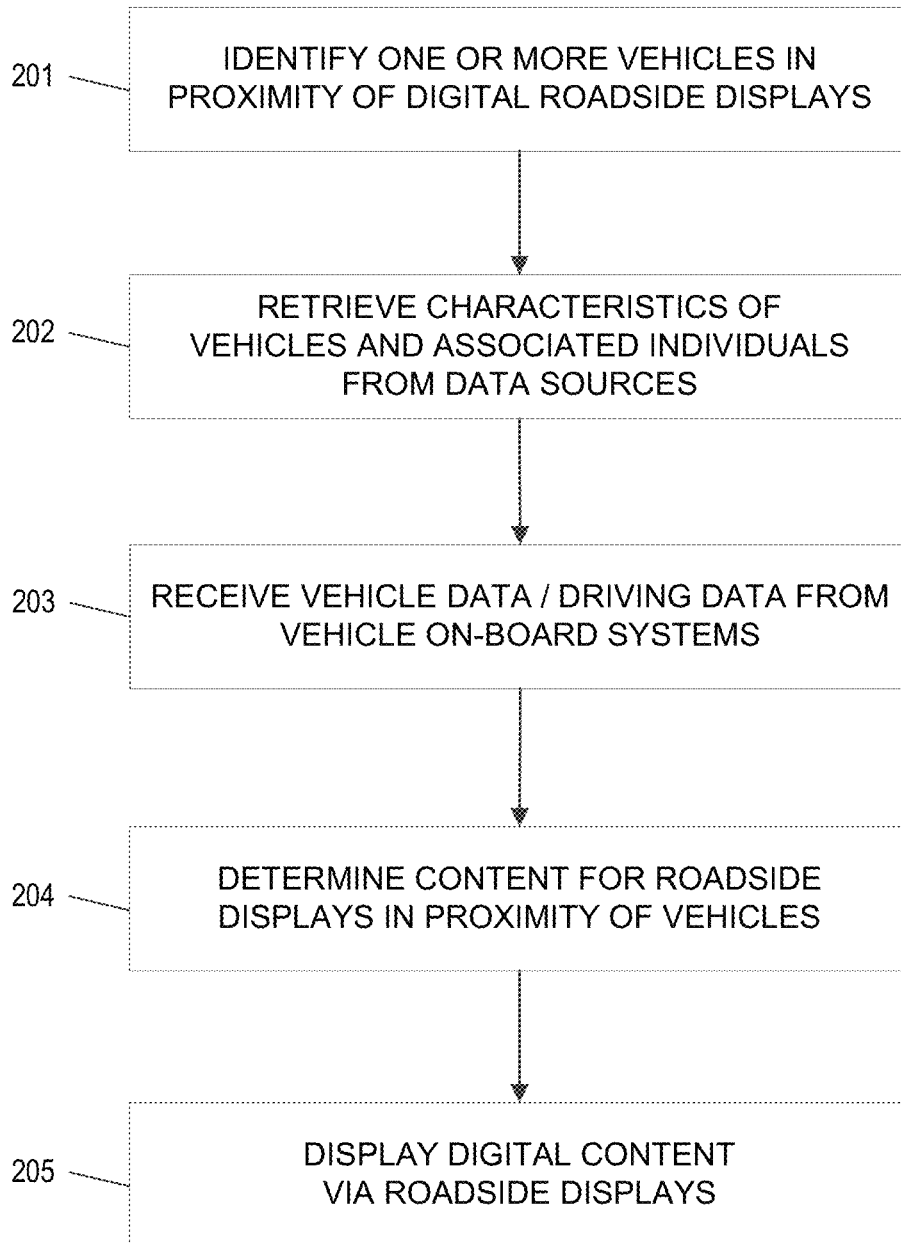 201
IDENTIFY ONE OR MORE VEHICLES IN
PROXIMITY OF DIGITAL ROADSIDE DISPLAYS
202
RETRIEVE CHARACTERISTICS OF
VEHICLES AND ASSOCIATED INDIVIDUALS
FROM DATA SOURCES
203
RECEIVE VEHICLE DATA / DRIVING DATA FROM
VEHICLE ON-BOARD SYSTEMS
204
DETERMINE CONTENT FOR ROADSIDE
DISPLAYS IN PROXIMITY OF VEHICLES
205
DISPLAY DIGITAL CONTENT
VIA ROADSIDE DISPLAYS